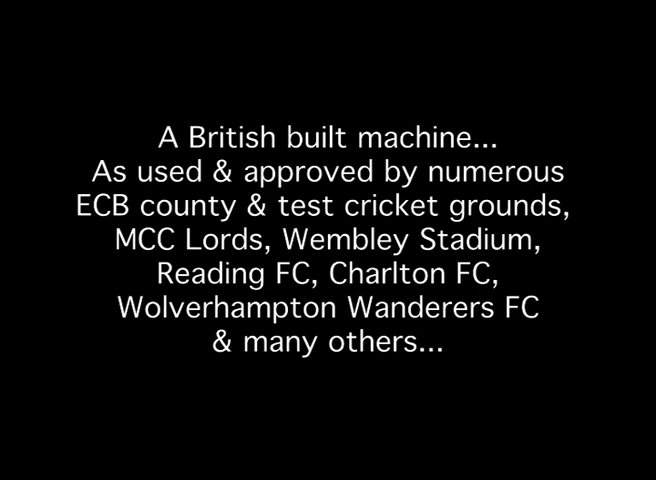 A British built machine...
As used & approved by numerous
ECB county & test cricket grounds,
MCC Lords, Wembley Stadium,
Reading FC, Charlton FC,
Wolverhampton Wanderers FC
& many others...